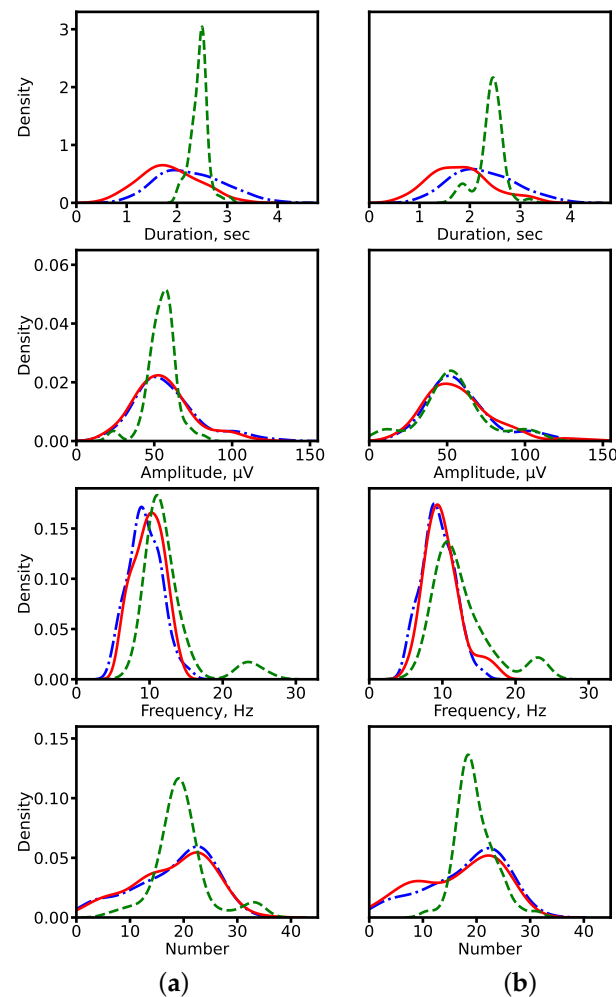 Density
3
2
1
0
0 1 2 3 4
Duration, sec
0 1 2 3 4
Duration, sec
Density
0.06
0.04
0.02
0.00
0 50 100 150
Amplitude, µV
0 50 100 150
Amplitude, µV
Density
0.15
0.10
0.05
0.00
0 10 20 30
Frequency, Hz
0 10 20 30
Frequency, Hz
Density
0.15
0.10
0.05
0.00
0 10 20 30 40
Number
0 10 20 30 40
Number
(a) (b)